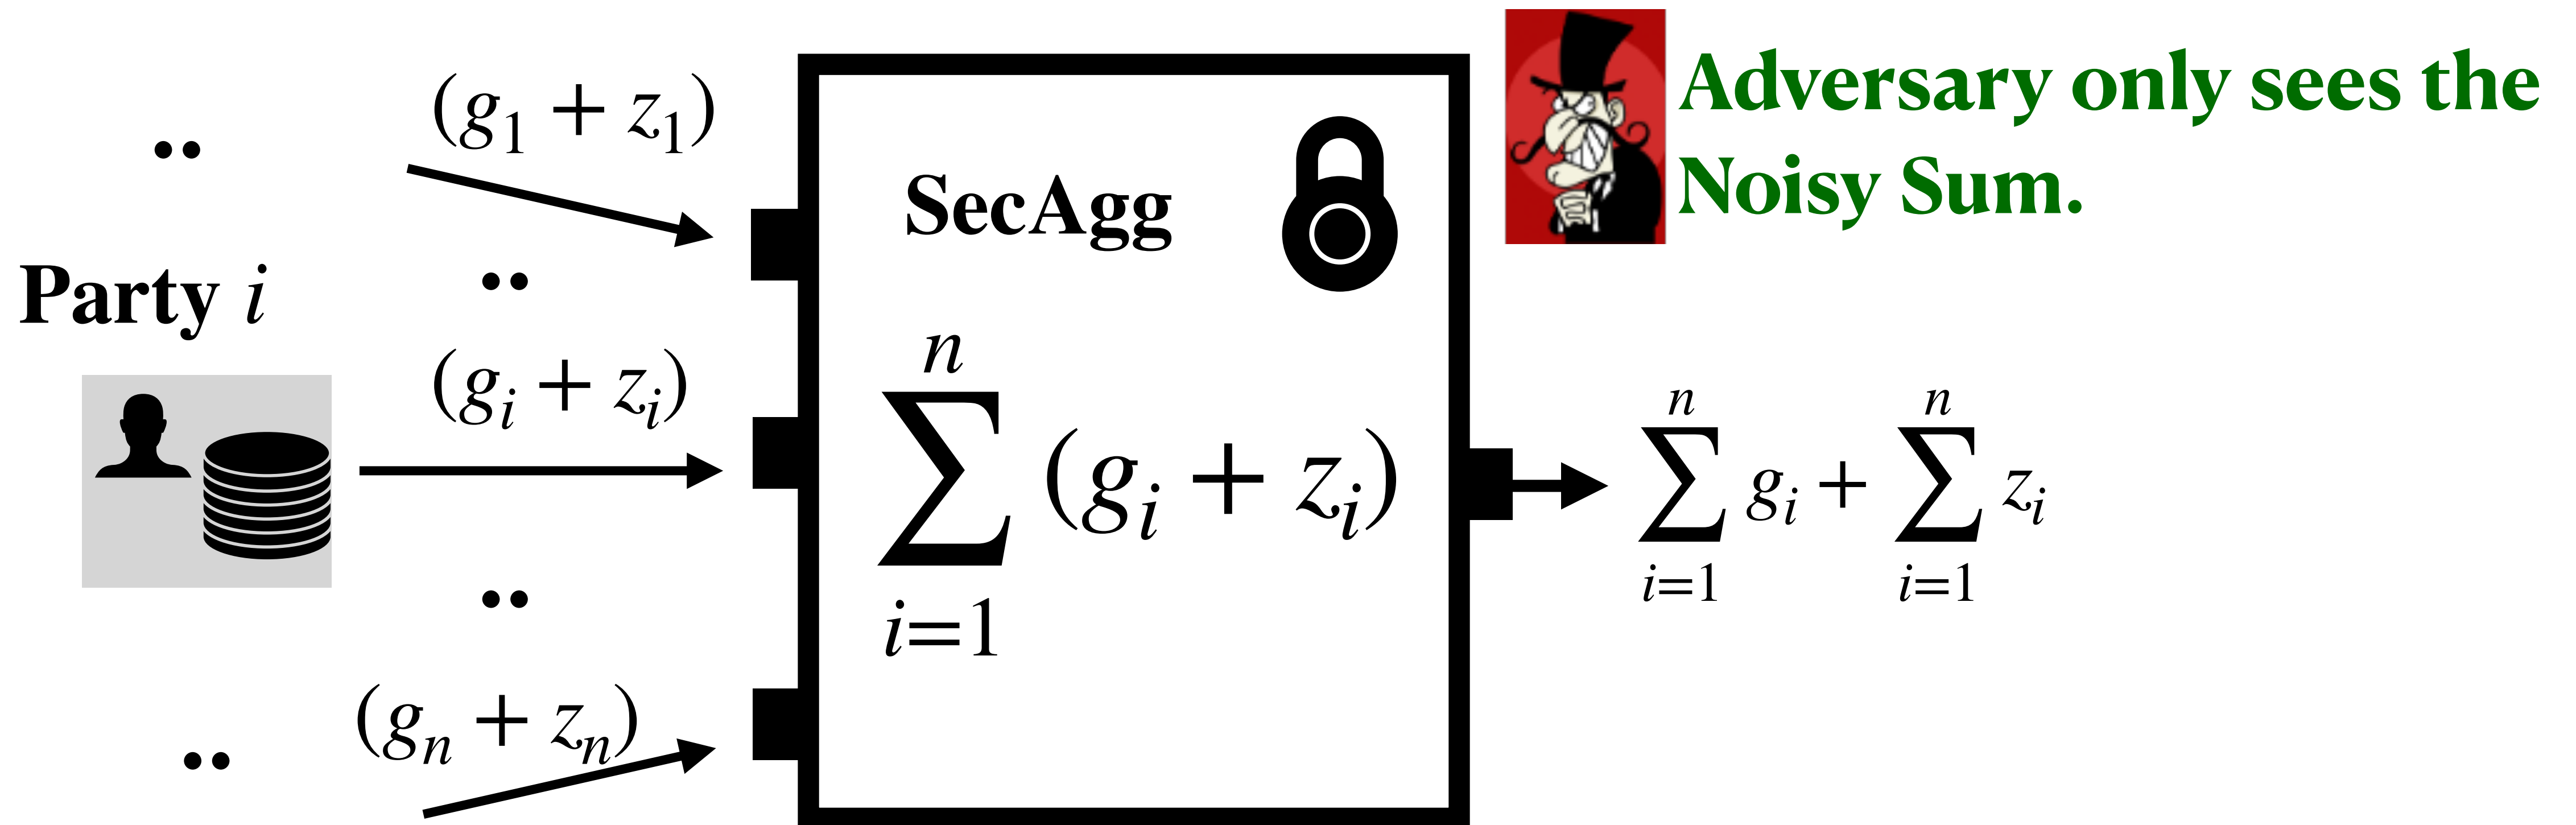 (g₁ + z₁)
Party i
(gᵢ + zᵢ)
(gₙ + zₙ)
SecAgg
n
∑ (gᵢ + zᵢ)
i=1
Adversary only sees the
Noisy Sum.
n n
∑ gᵢ + ∑ zᵢ
i=1 i=1